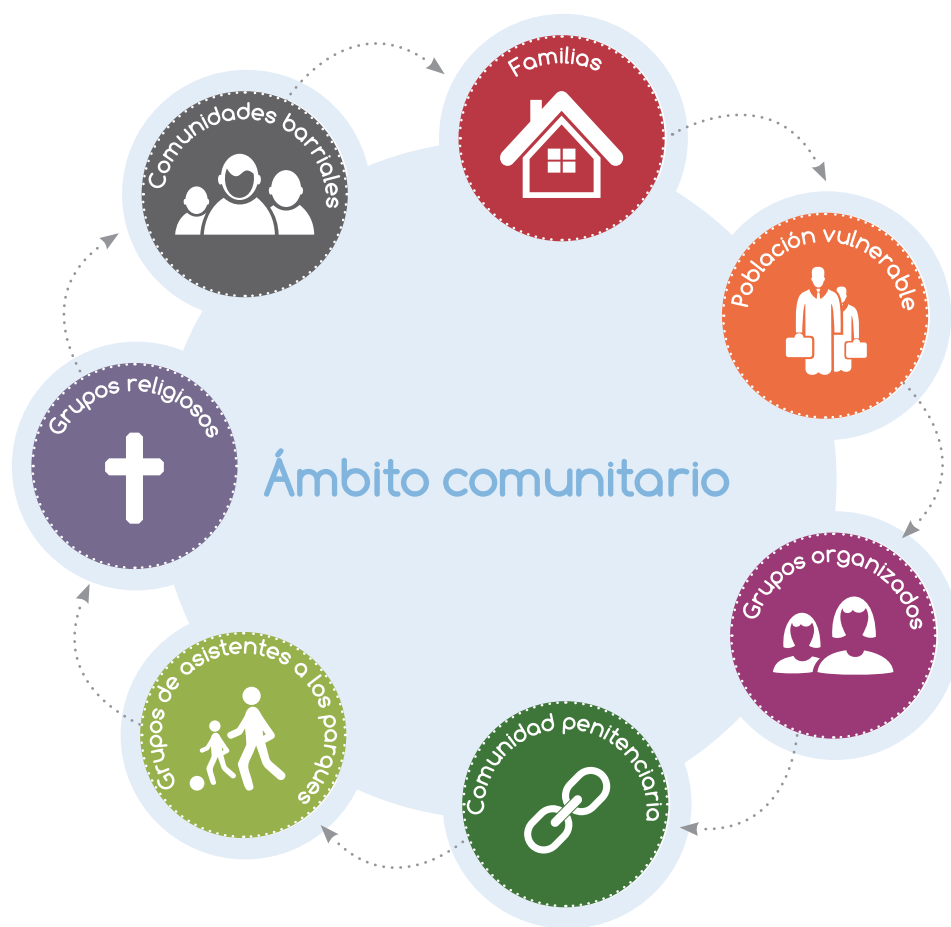 Familias
Población vulnerable
Grupos organizados
Comunidad penitenciaria
Grupos de asistentes a los parques
Grupos religiosos
Comunidades barriales
Ámbito comunitario